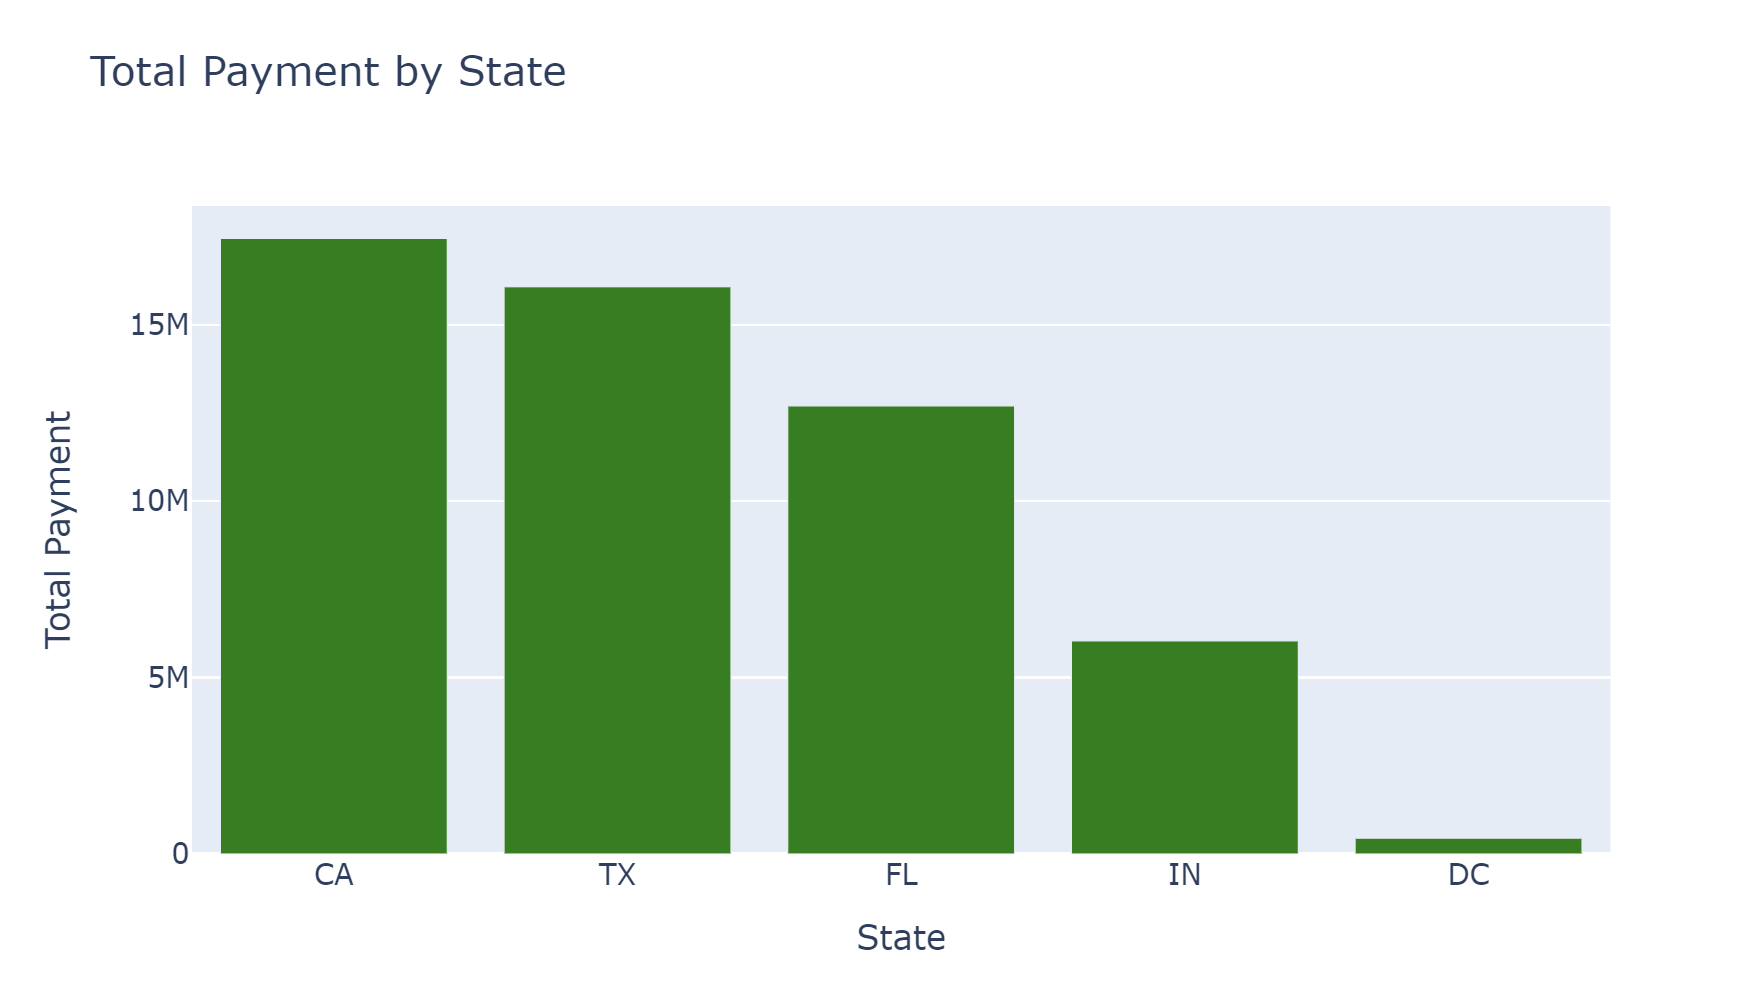 Total Payment by State
Total Payment
15M
10M
5M
0
CA
TX
FL
IN
DC
State